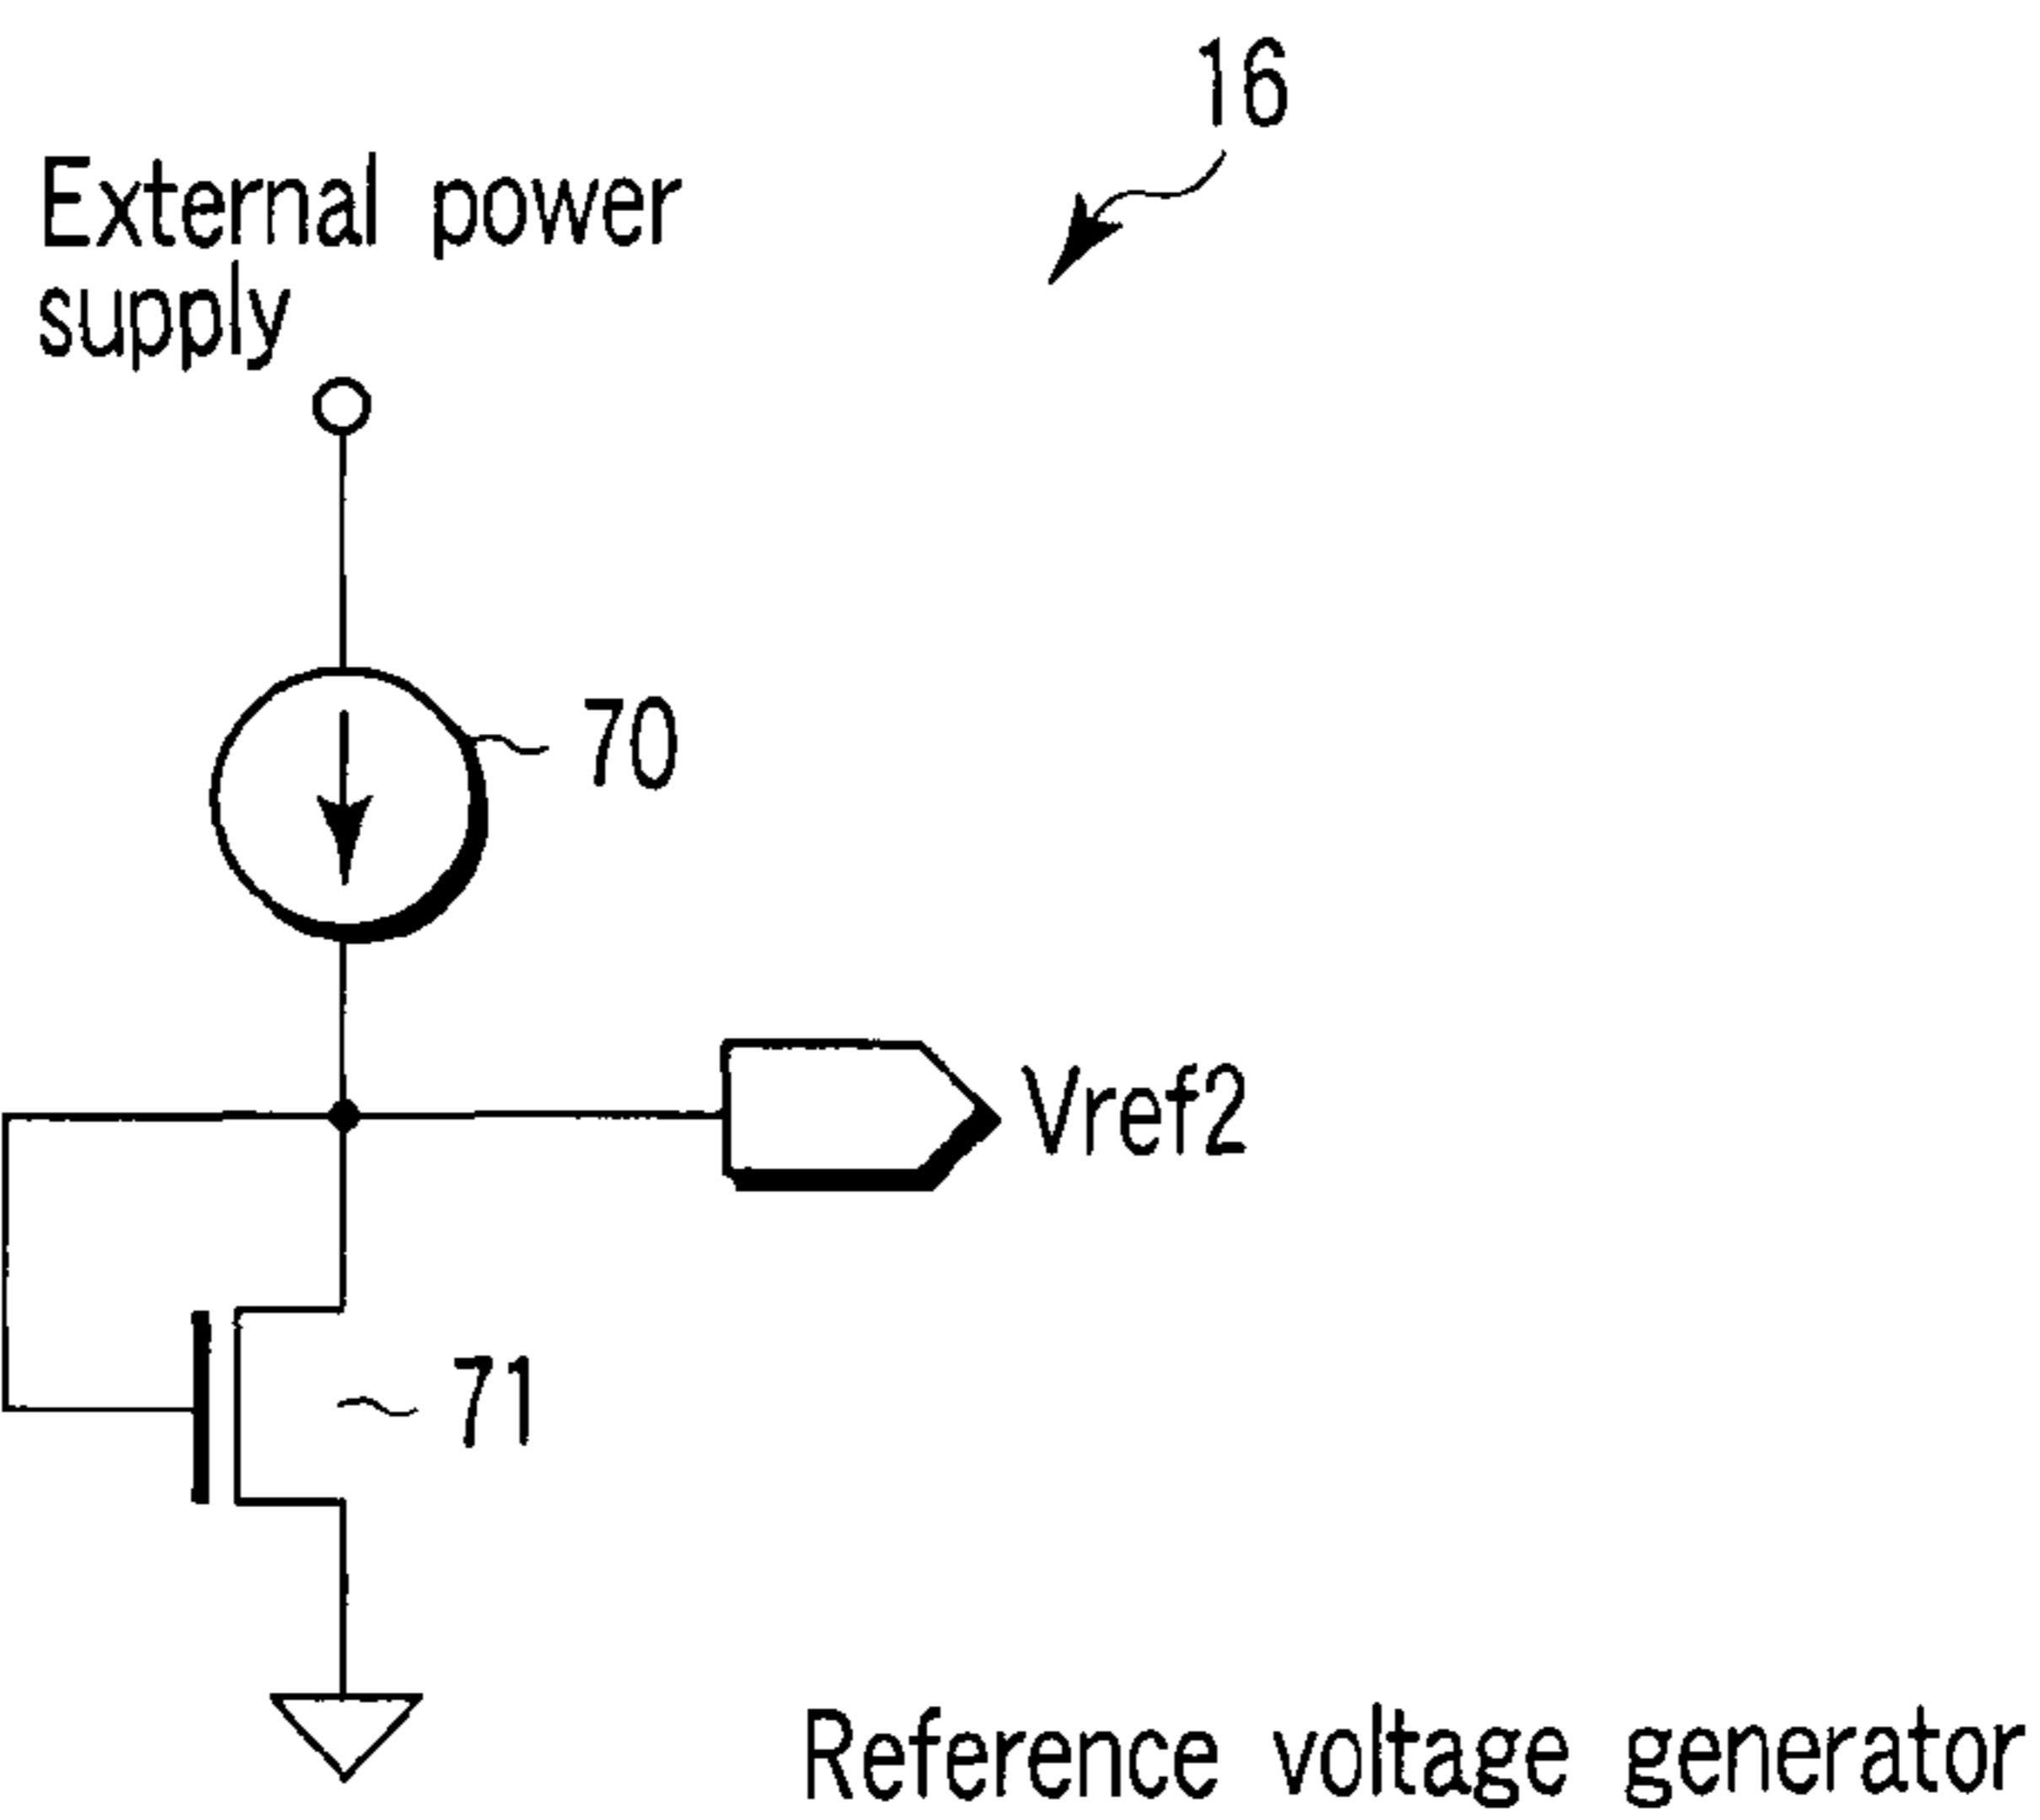 16
External power
supply
70
Vref2
71
Reference voltage generator